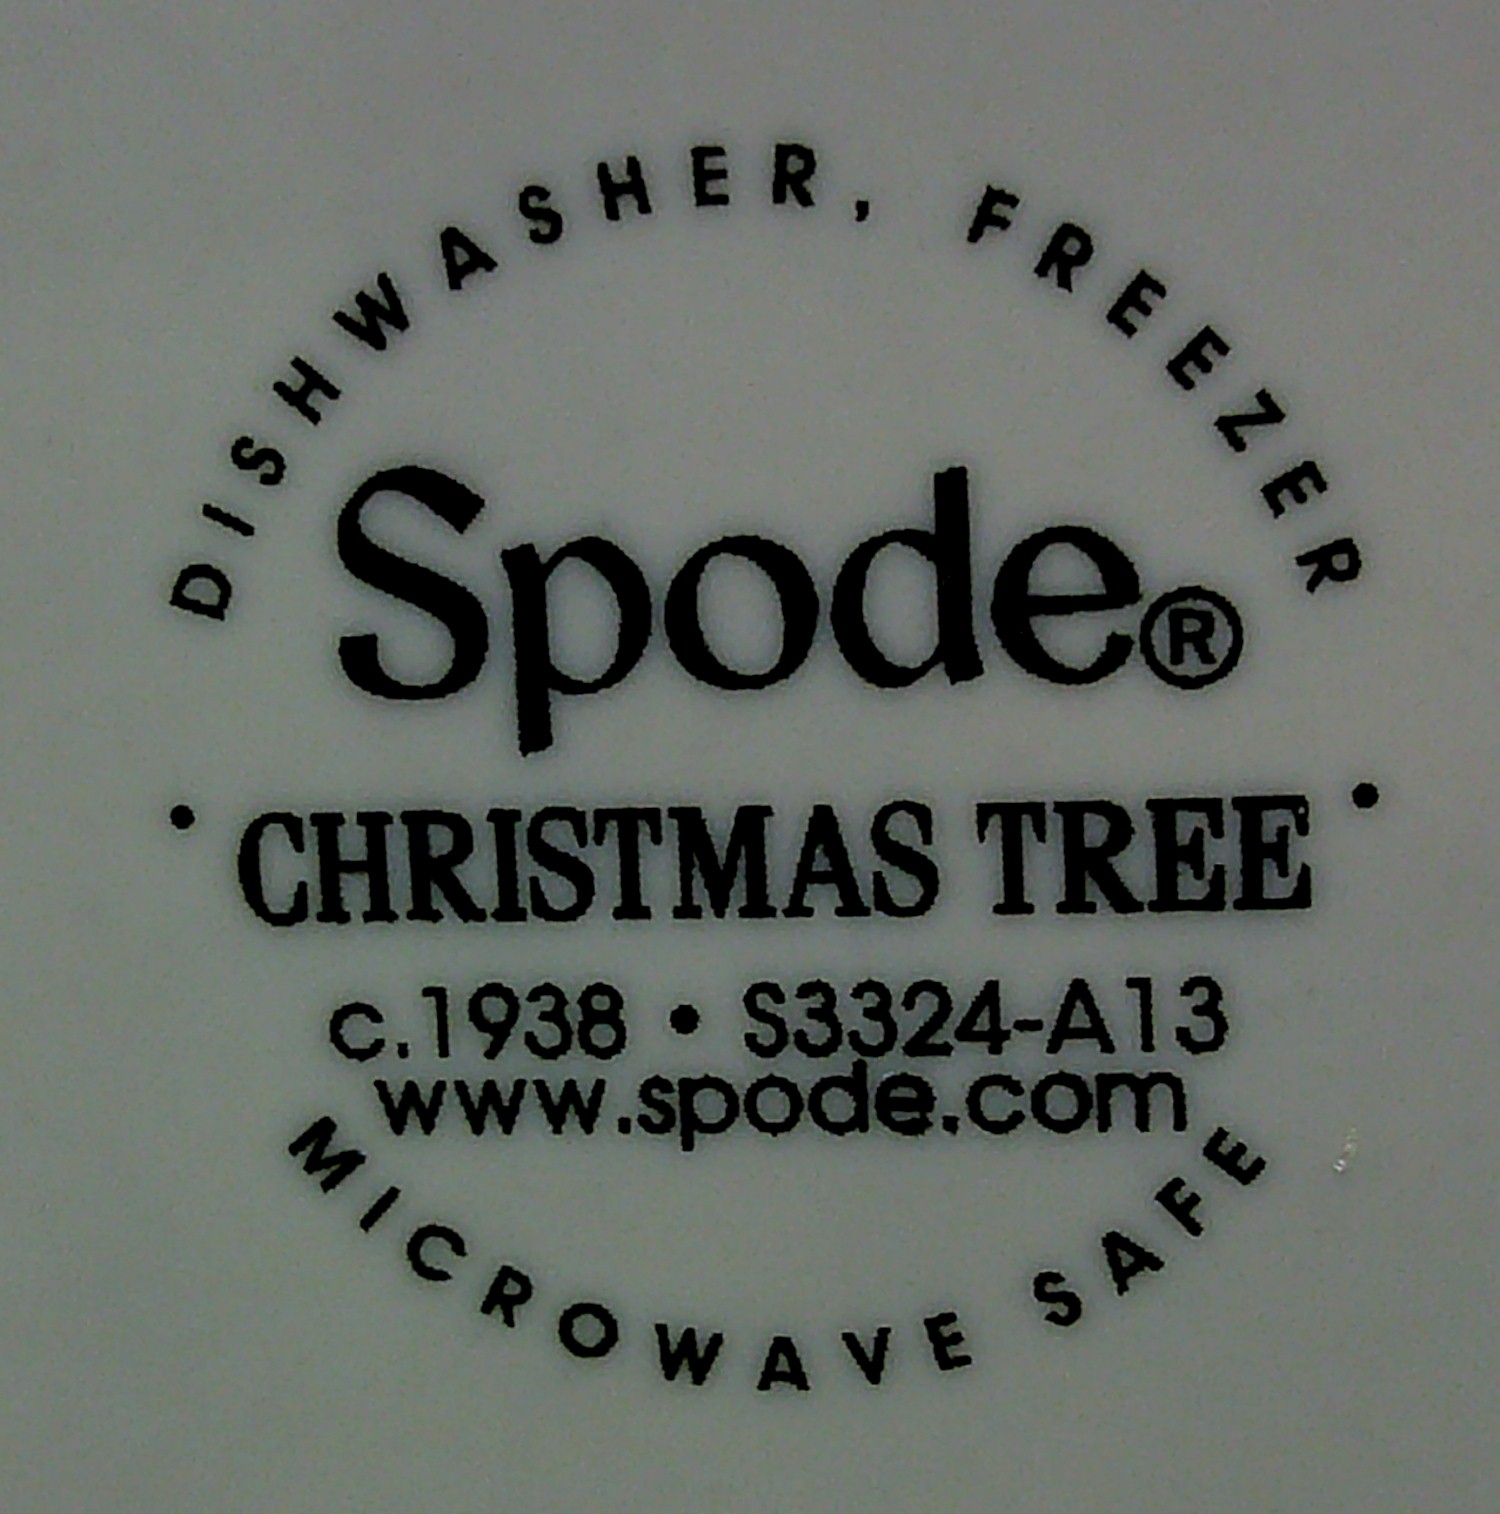 DISHWASHER, FREEZER
Spode®
• CHRISTMAS TREE •
c.1938 • S3324-A13
www.spode.com
MICROWAVE SAFE